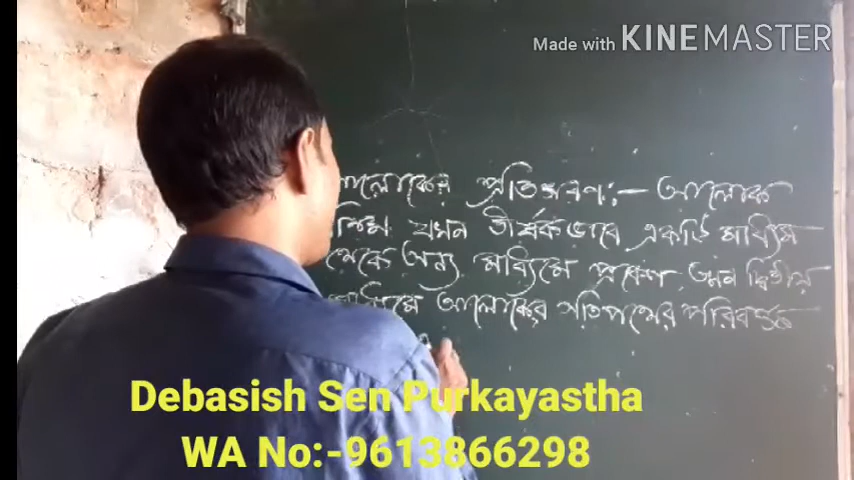 Made with KINEMASTER
আলোকের প্রতিসরণ:— আলোক
রশ্মি যখন তীর্যকভাবে একটি মাধ্যম
থেকে অন্য মাধ্যমে প্রবেশ তখন দ্বিতীয়
মাধ্যমে আলোকের গতিপথের পরিবর্তন
Debasish Sen Purkayastha
WA No:-9613866298